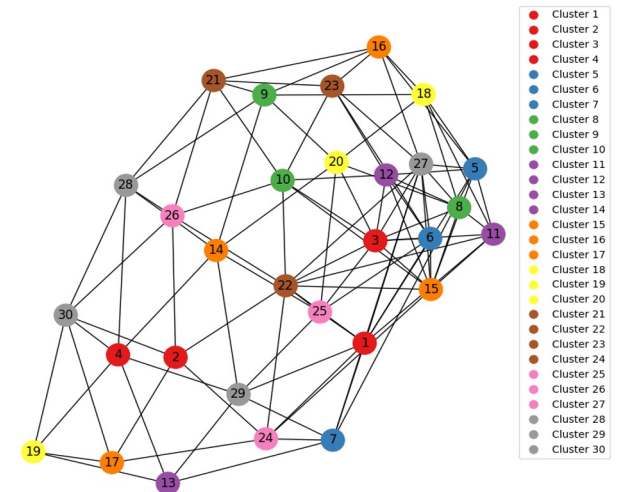 16
21
23
9
18
20
27
5
12
10
28
8
26
11
6
3
14
22
15
25
30
1
4
2
29
24
7
19
17
13
Cluster 1
Cluster 2
Cluster 3
Cluster 4
Cluster 5
Cluster 6
Cluster 7
Cluster 8
Cluster 9
Cluster 10
Cluster 11
Cluster 12
Cluster 13
Cluster 14
Cluster 15
Cluster 16
Cluster 17
Cluster 18
Cluster 19
Cluster 20
Cluster 21
Cluster 22
Cluster 23
Cluster 24
Cluster 25
Cluster 26
Cluster 27
Cluster 28
Cluster 29
Cluster 30